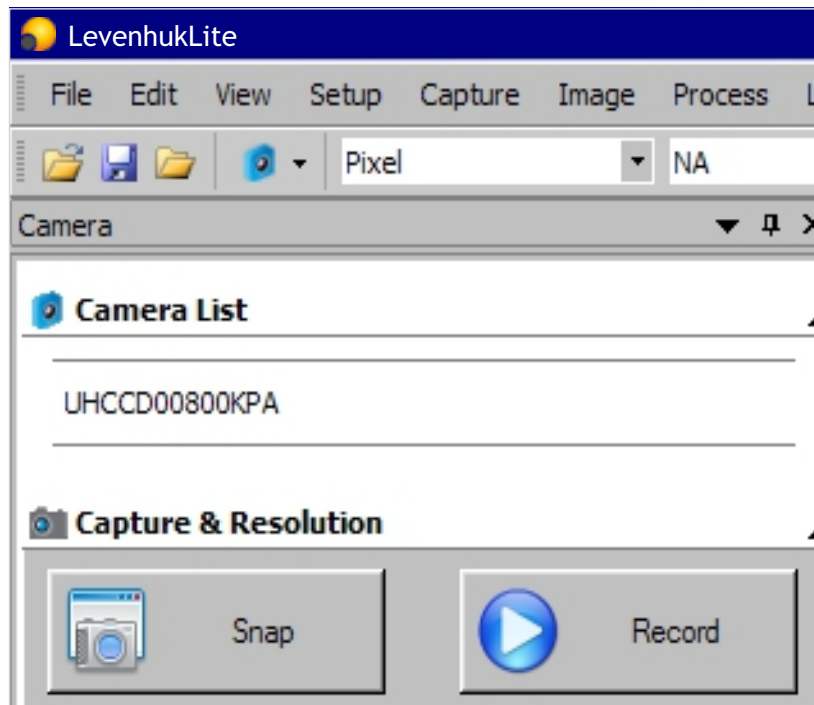 LevenhukLite
File Edit View Setup Capture Image Process
Pixel NA
Camera
Camera List
UHCCD00800KPA
Capture & Resolution
Snap Record